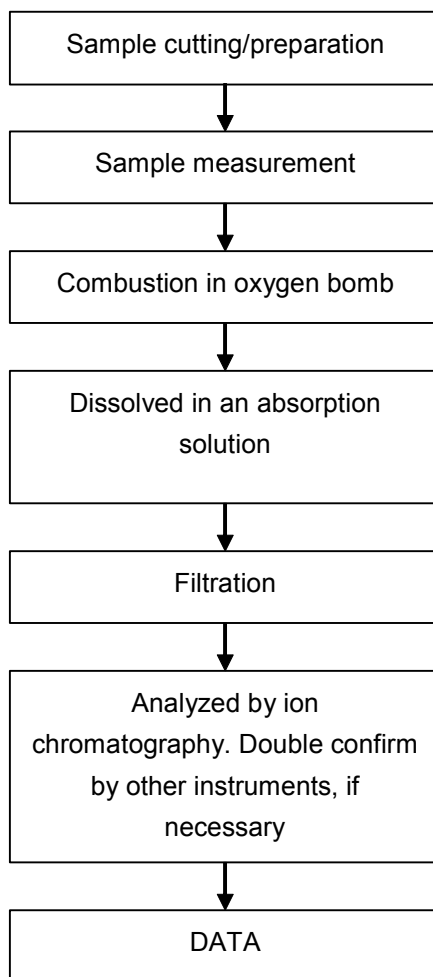 Sample cutting/preparation
Sample measurement
Combustion in oxygen bomb
Dissolved in an absorption
solution
Filtration
Analyzed by ion
chromatography. Double confirm
by other instruments, if
necessary
DATA